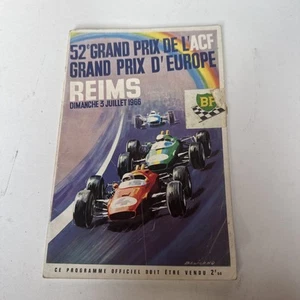 52e GRAND PRIX DE L'ACF
GRAND PRIX D'EUROPE
REIMS
DIMANCHE 3 JUILLET 1966
BP
CE PROGRAMME OFFICIEL DOIT ÊTRE VENDU 2F